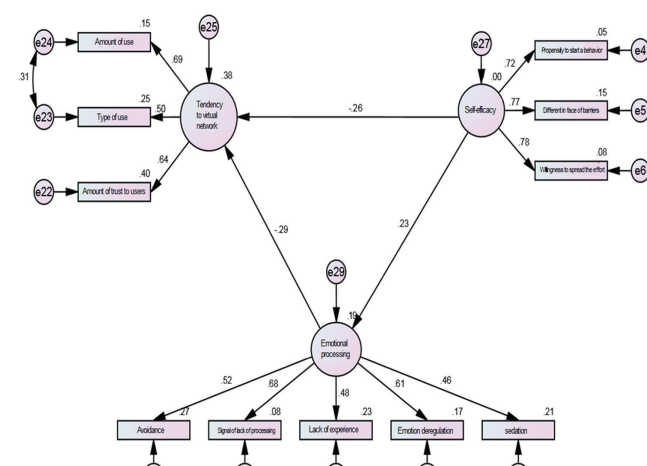 e24
.15
Amount of use
e25
e27
.05
e4
.72
Propensity to start a behavior
.69
.38
.00
.31
.25
.50
Tendency
to virtual
network
-.26
Self-efficacy
.77
.15
e23
Type of use
Different in face of barriers
e5
.64
.78
.40
.08
e22
Amount of trust to users
Willingness to spread the effort
e6
-.29
.23
e29
.19
Emotional
processing
.52
.68
.48
.61
.46
.27
.08
.23
.17
.21
Avoidance
Signal of lack of processing
Lack of experience
Emotion deregulation
sedation